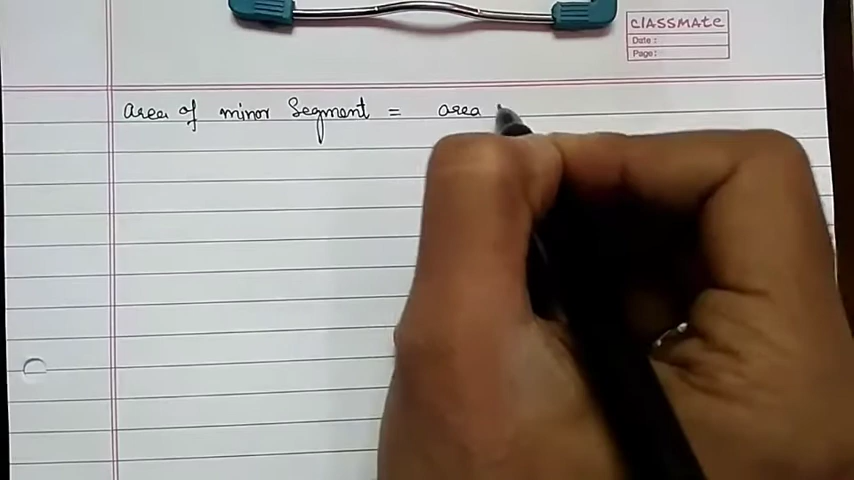 CLASSMATE
Date :
Page :
area of minor Segment = area